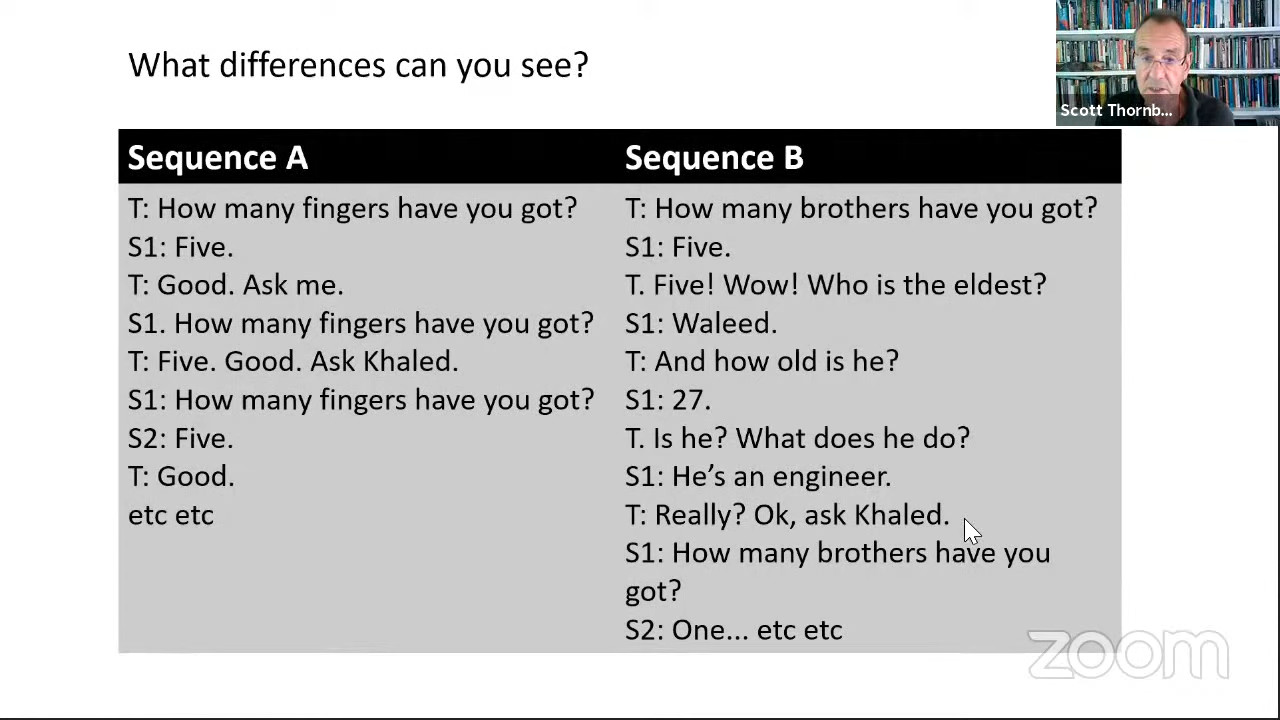 What differences can you see?
Scott Thornb...
Sequence A
T: How many fingers have you got?
S1: Five.
T: Good. Ask me.
S1. How many fingers have you got?
T: Five. Good. Ask Khaled.
S1: How many fingers have you got?
S2: Five.
T: Good.
etc etc
Sequence B
T: How many brothers have you got?
S1: Five.
T. Five! Wow! Who is the eldest?
S1: Waleed.
T: And how old is he?
S1: 27.
T. Is he? What does he do?
S1: He’s an engineer.
T: Really? Ok, ask Khaled.
S1: How many brothers have you
got?
S2: One... etc etc
zoom